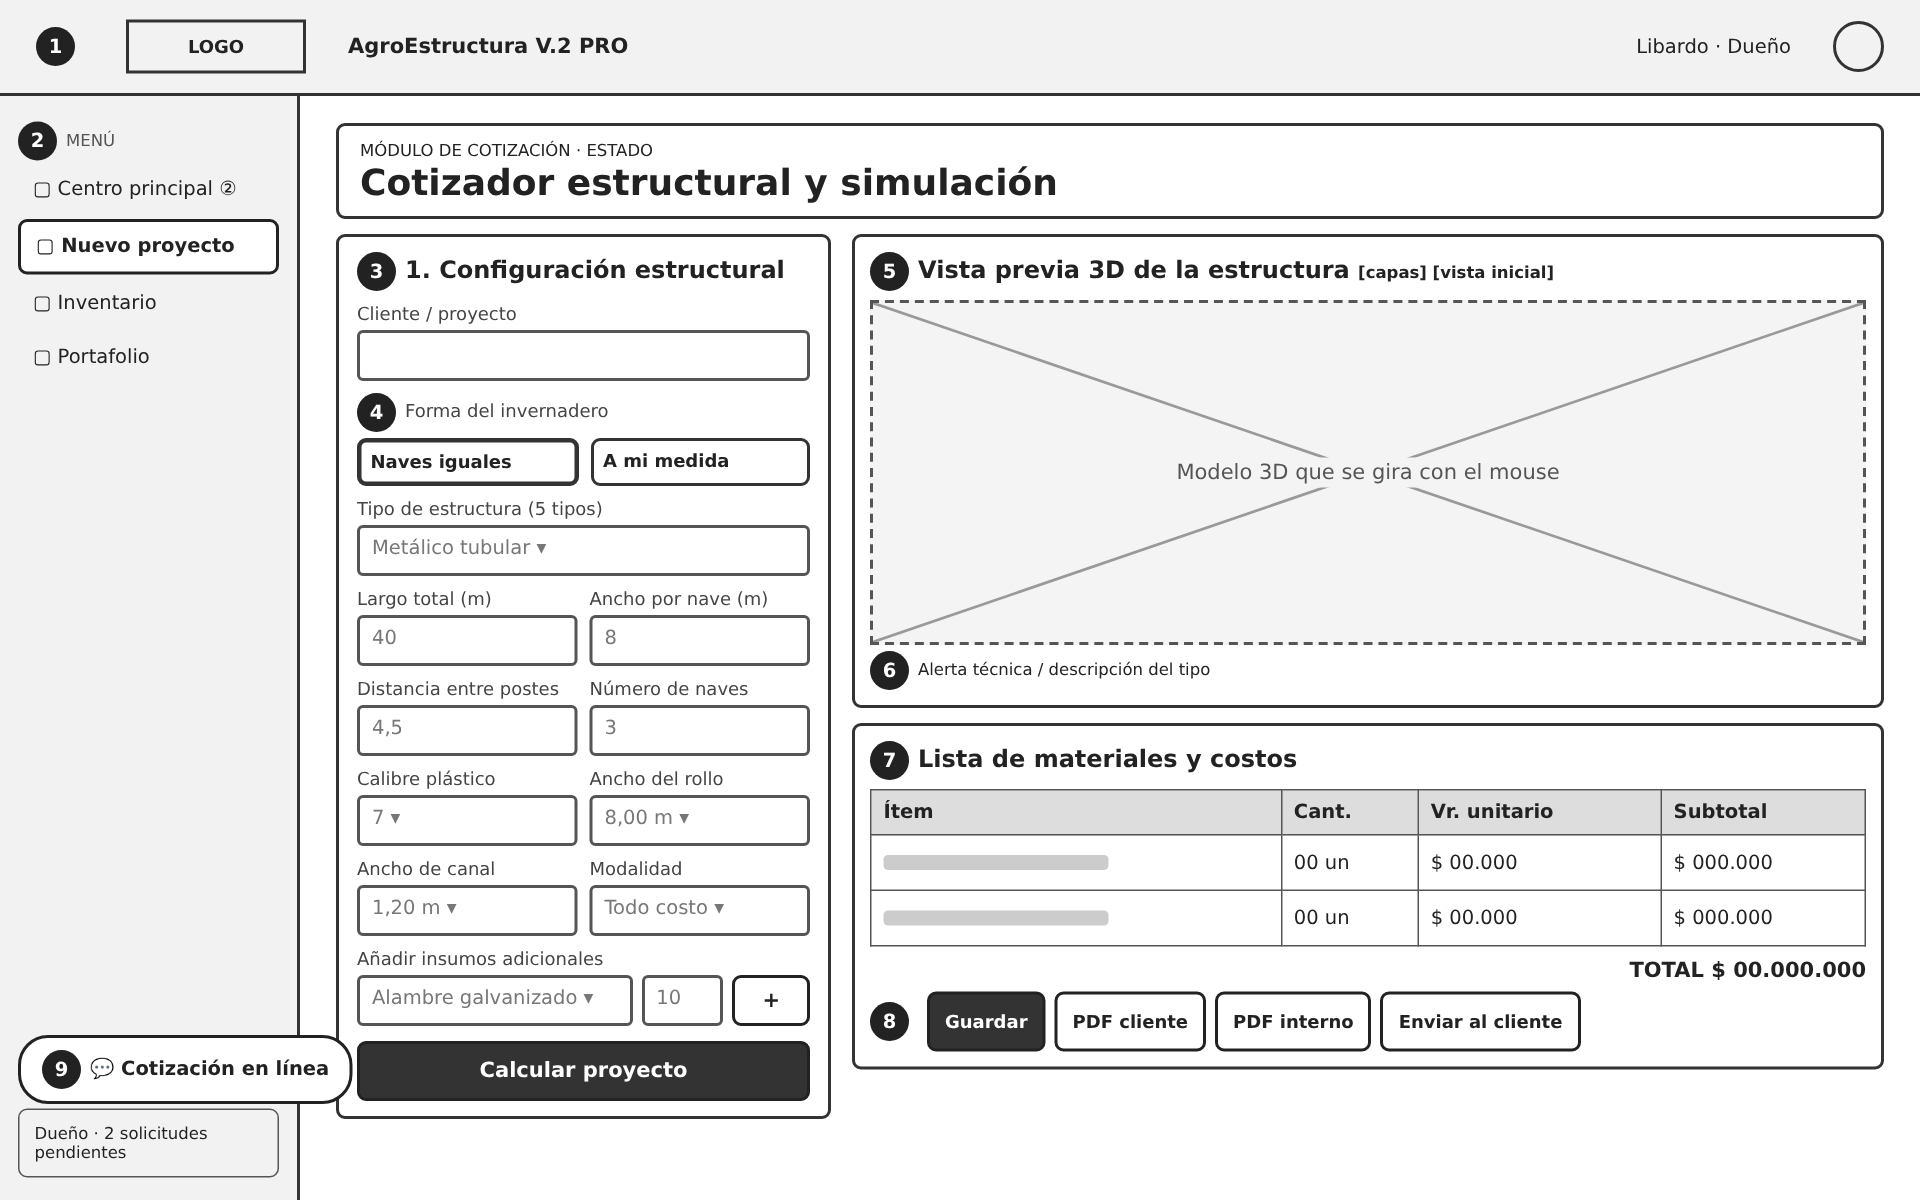 1
LOGO
AgroEstructura V.2 PRO
Libardo · Dueño
2 MENÚ
▢ Centro principal ②
▢ Nuevo proyecto
▢ Inventario
▢ Portafolio
9 💬 Cotización en línea
Dueño · 2 solicitudes
pendientes
MÓDULO DE COTIZACIÓN · ESTADO
Cotizador estructural y simulación
3 1. Configuración estructural
Cliente / proyecto
4 Forma del invernadero
Naves iguales
A mi medida
Tipo de estructura (5 tipos)
Metálico tubular ▾
Largo total (m)
Ancho por nave (m)
40
8
Distancia entre postes
Número de naves
4,5
3
Calibre plástico
Ancho del rollo
7 ▾
8,00 m ▾
Ancho de canal
Modalidad
1,20 m ▾
Todo costo ▾
Añadir insumos adicionales
Alambre galvanizado ▾
10
+
Calcular proyecto
5 Vista previa 3D de la estructura [capas] [vista inicial]
Modelo 3D que se gira con el mouse
6 Alerta técnica / descripción del tipo
7 Lista de materiales y costos
Ítem Cant. Vr. unitario Subtotal
00 un $ 00.000 $ 000.000
00 un $ 00.000 $ 000.000
TOTAL $ 00.000.000
8 Guardar PDF cliente PDF interno Enviar al cliente